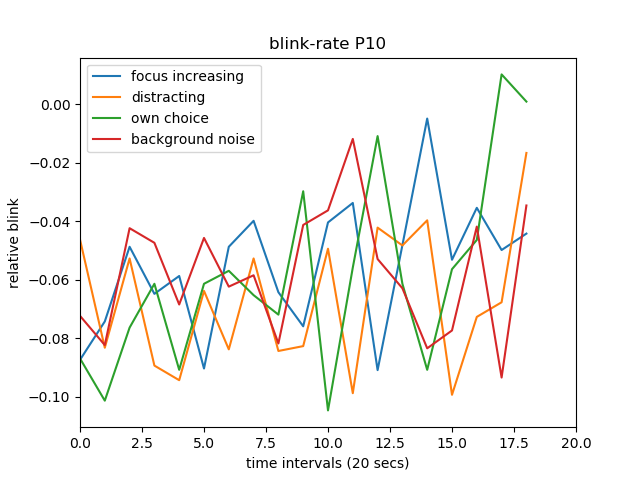 blink-rate P10
focus increasing
distracting
own choice
background noise
relative blink
0.00
−0.02
−0.04
−0.06
−0.08
−0.10
0.0 2.5 5.0 7.5 10.0 12.5 15.0 17.5 20.0
time intervals (20 secs)